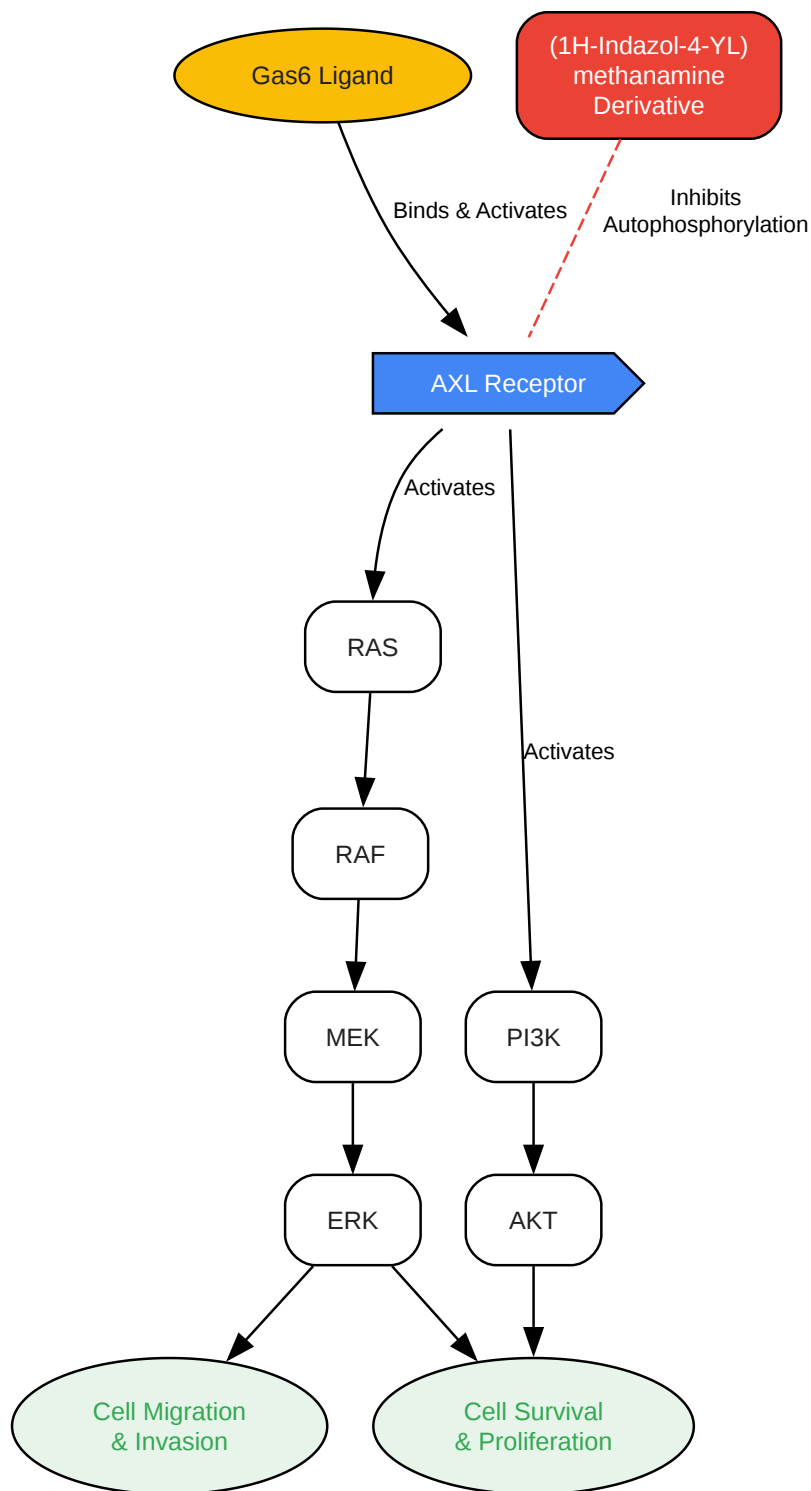 Gas6 Ligand
(1H-Indazol-4-YL)
methanamine
Derivative
Binds & Activates
Inhibits
Autophosphorylation
AXL Receptor
Activates
RAS
Activates
RAF
MEK
PI3K
ERK
AKT
Cell Migration
& Invasion
Cell Survival
& Proliferation